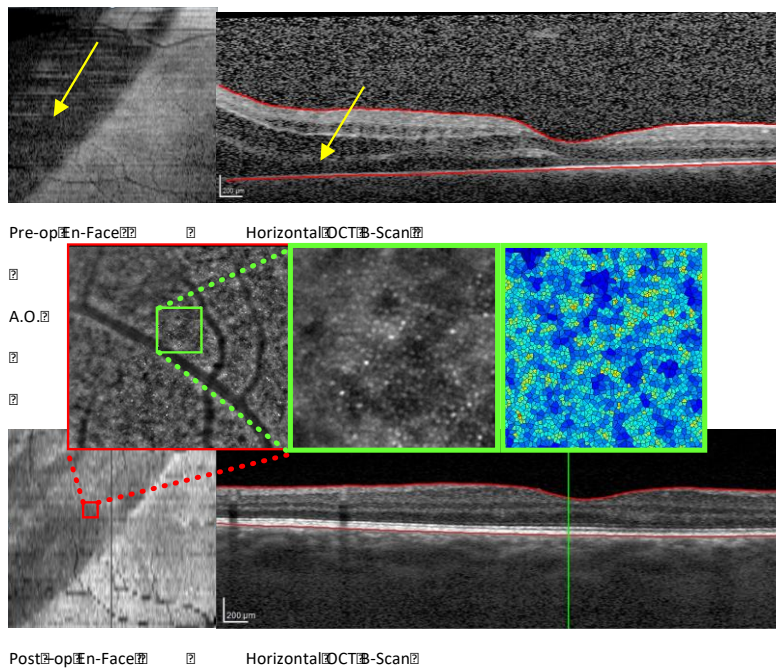 200 µm
Pre-op En-Face Horizontal OCT B-Scan
A.O.
200 µm
Post-op En-Face Horizontal OCT B-Scan